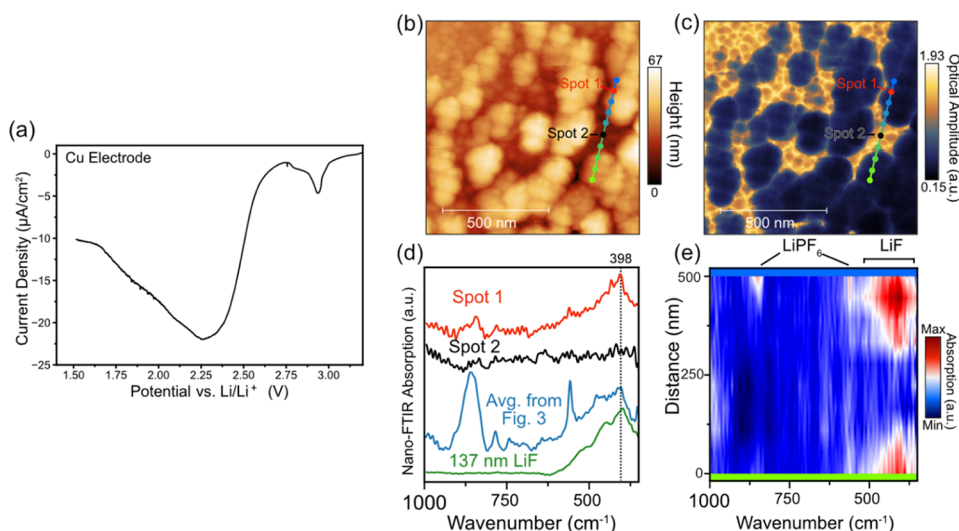 (a)
Cu Electrode
Current Density (μA/cm²)
0
−5
−10
−15
−20
−25
1.50 1.75 2.00 2.25 2.50 2.75 3.00
Potential vs. Li/Li⁺ (V)
(b)
Spot 1
Spot 2
500 nm
67
Height (nm)
0
(c)
Spot 1
Spot 2
500 nm
1.93
Optical Amplitude (a.u.)
0.15
(d)
398
Nano-FTIR Absorption (a.u.)
Spot 1
Spot 2
Avg. from
Fig. 3
137 nm LiF
1000 750 500
Wavenumber (cm⁻¹)
(e)
LiPF₆
LiF
Distance (nm)
500
250
0
1000 750 500
Wavenumber (cm⁻¹)
Max
Absorption (a.u.)
Min